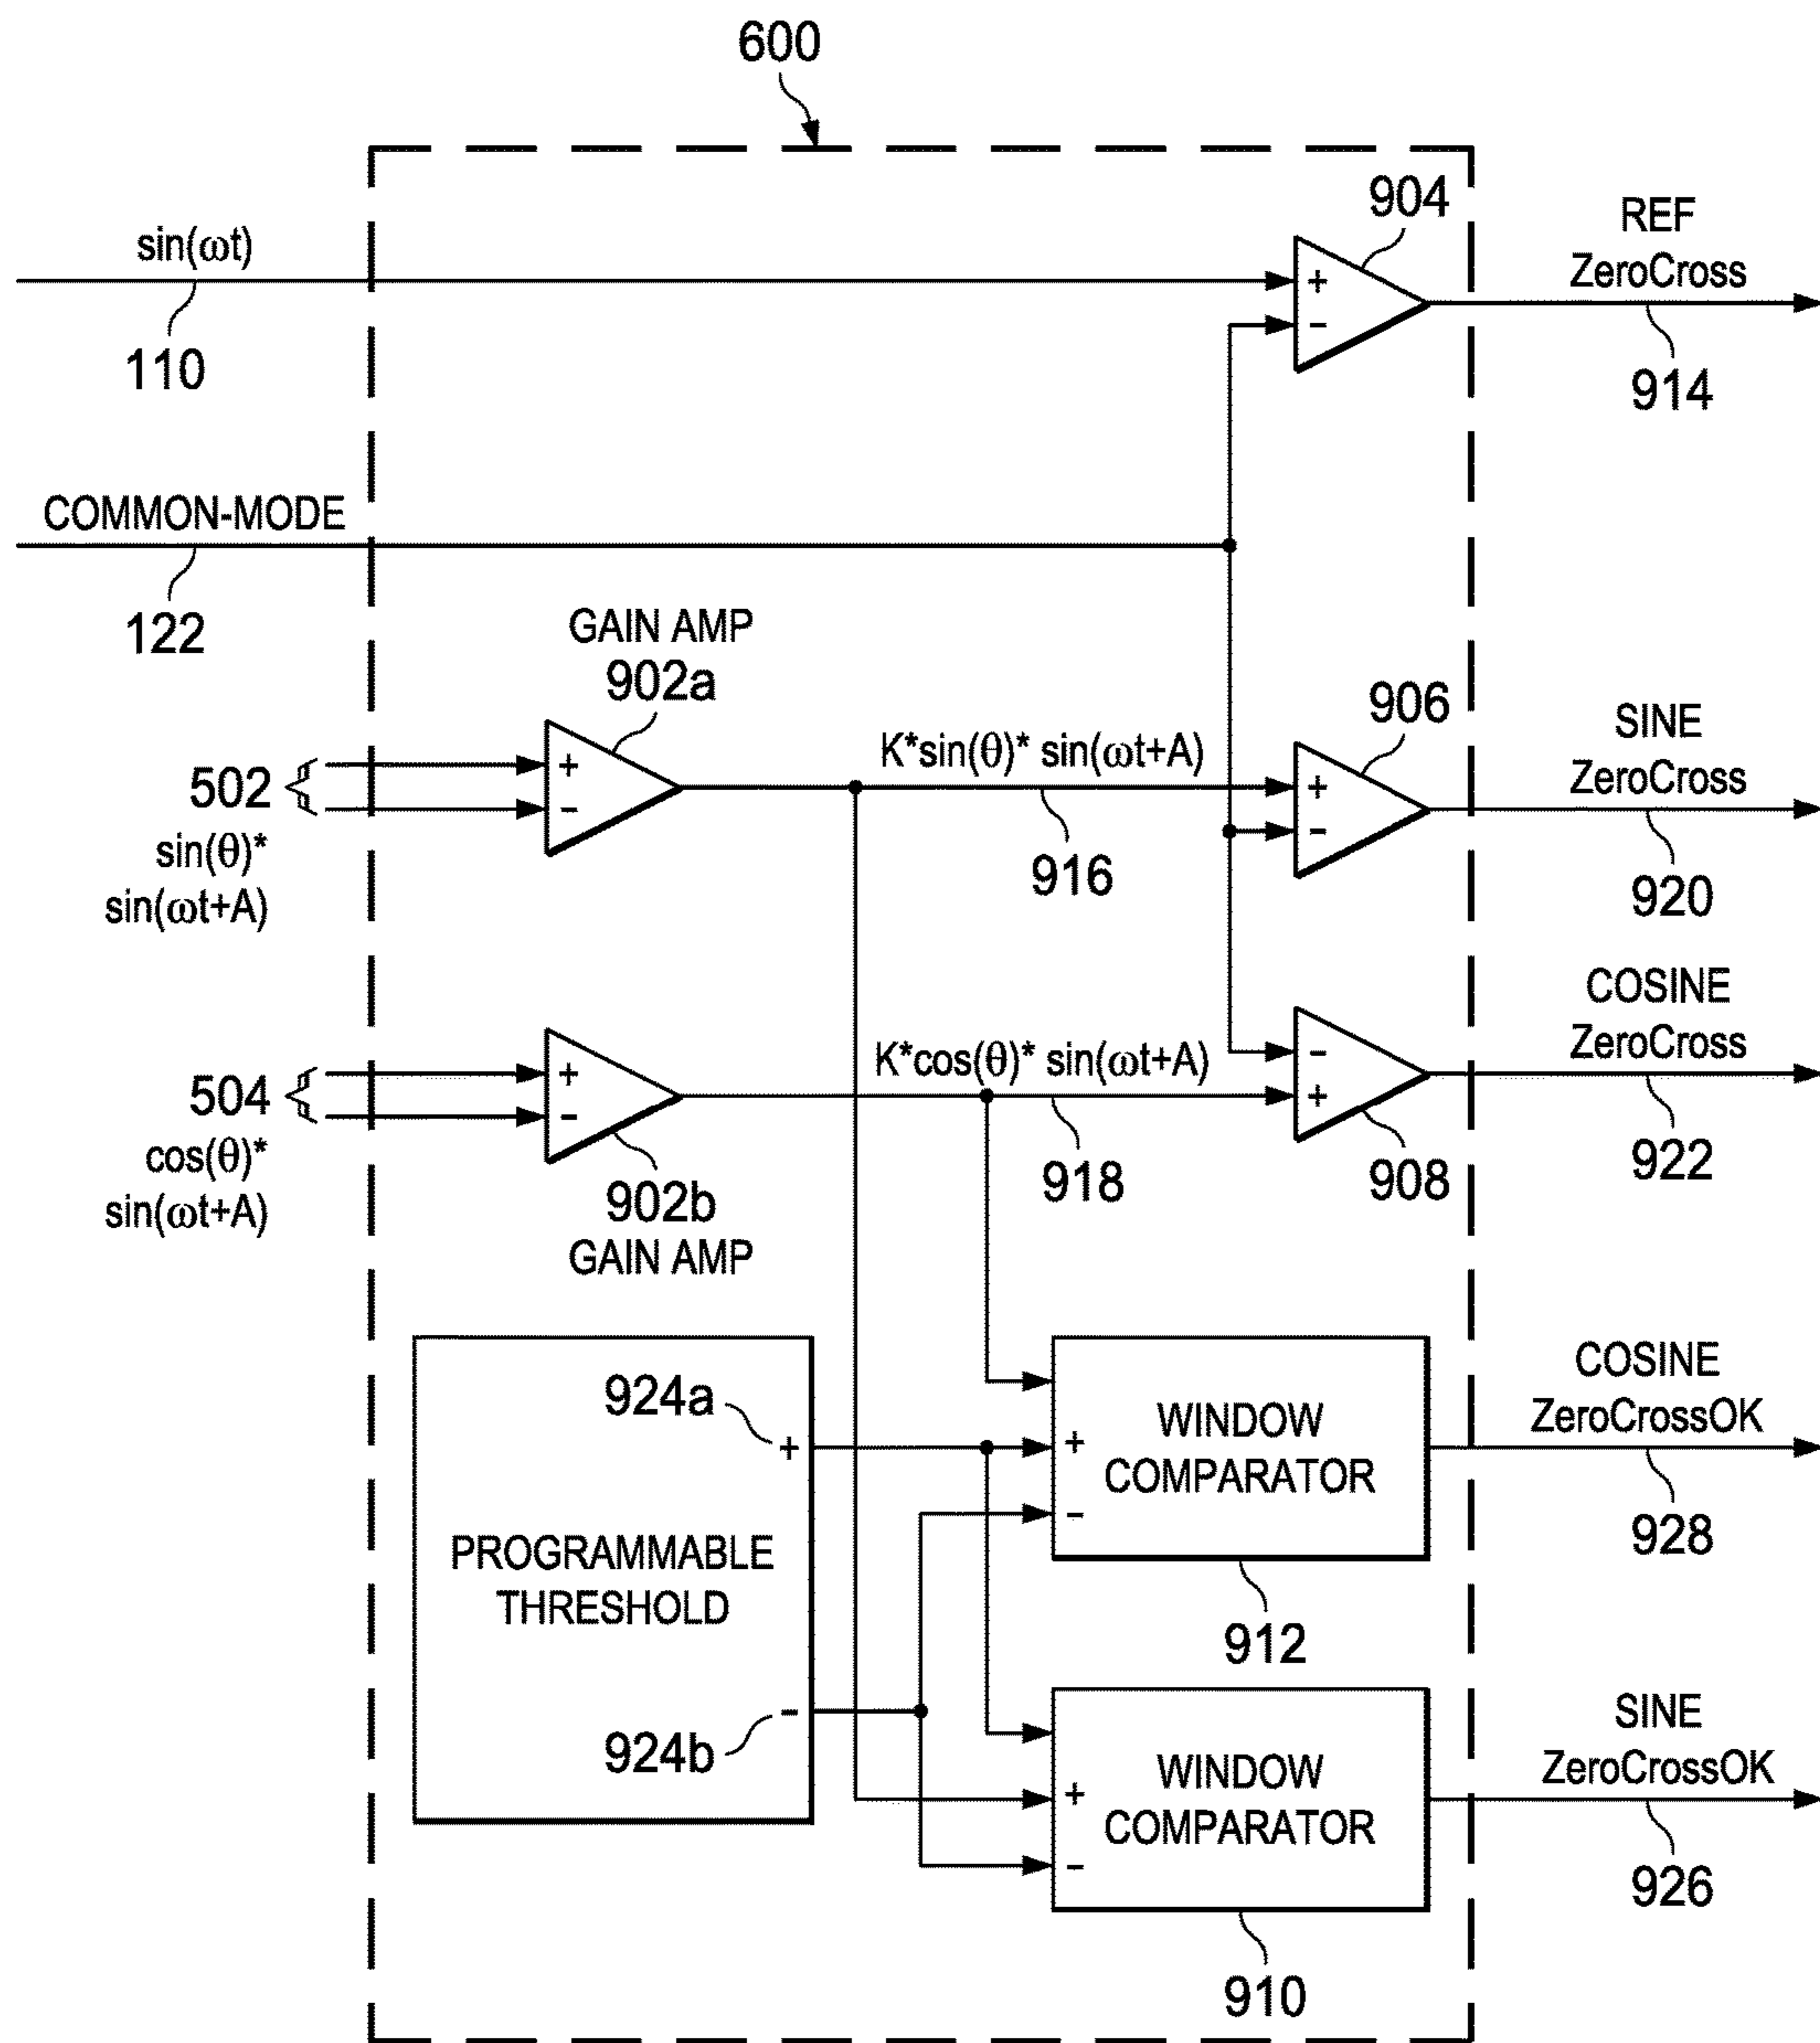 600
904
REF
ZeroCross
914
sin(ωt)
110
COMMON-MODE
122
GAIN AMP
902a
+
-
906
SINE
ZeroCross
920
502
sin(θ)*
sin(ωt+A)
+
-
K*sin(θ)* sin(ωt+A)
916
+
-
COSINE
ZeroCross
922
504
cos(θ)*
sin(ωt+A)
+
-
K*cos(θ)* sin(ωt+A)
918
-
+
908
902b
GAIN AMP
924a
+
PROGRAMMABLE
THRESHOLD
-
924b
+
-
WINDOW
COMPARATOR
912
COSINE
ZeroCrossOK
928
+
-
WINDOW
COMPARATOR
910
SINE
ZeroCrossOK
926